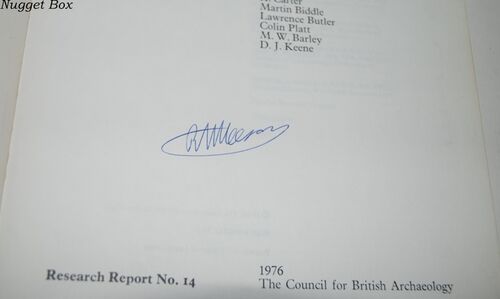 Nugget Box
Carter
Martin Biddle
Lawrence Butler
Colin Platt
M. W. Barley
D. J. Keene
Research Report No. 14
1976
The Council for British Archaeology